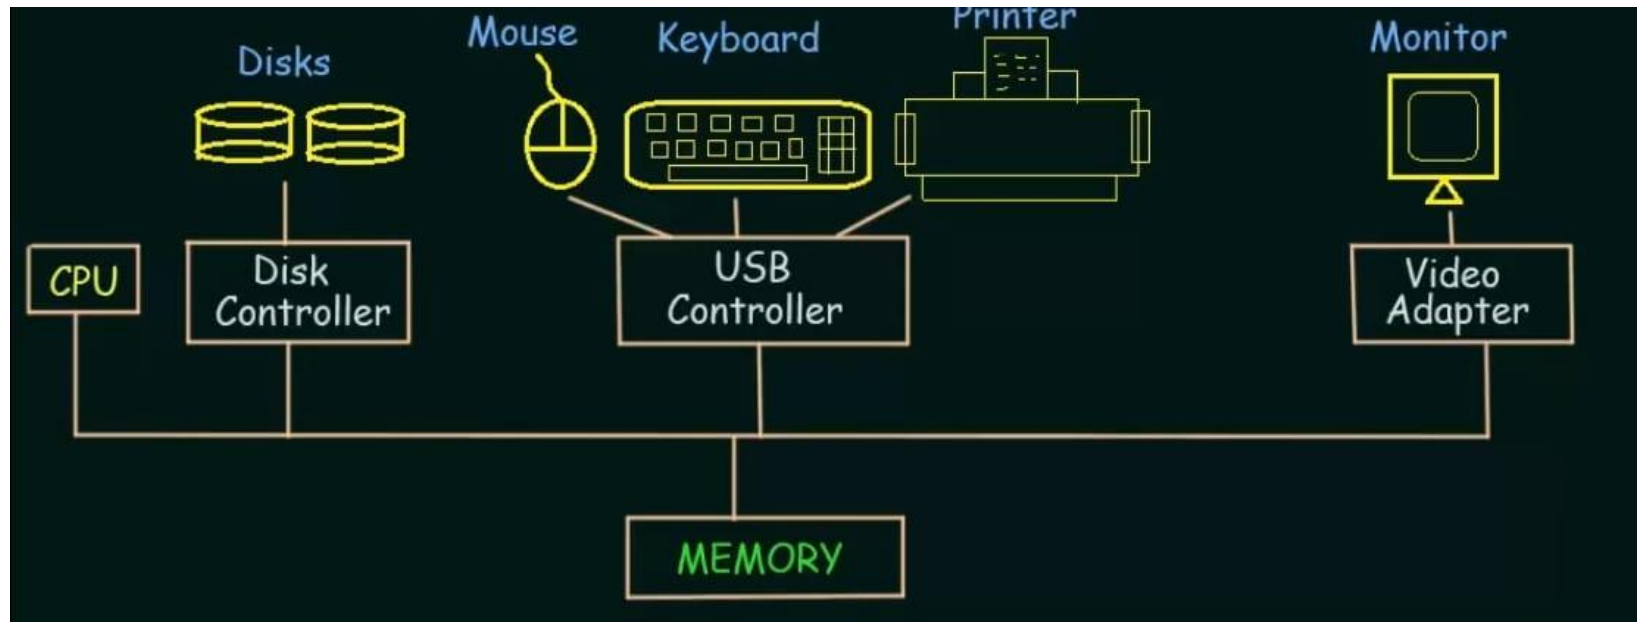 Disks
Mouse
Keyboard
Printer
Monitor
CPU
Disk
Controller
USB
Controller
Video
Adapter
MEMORY